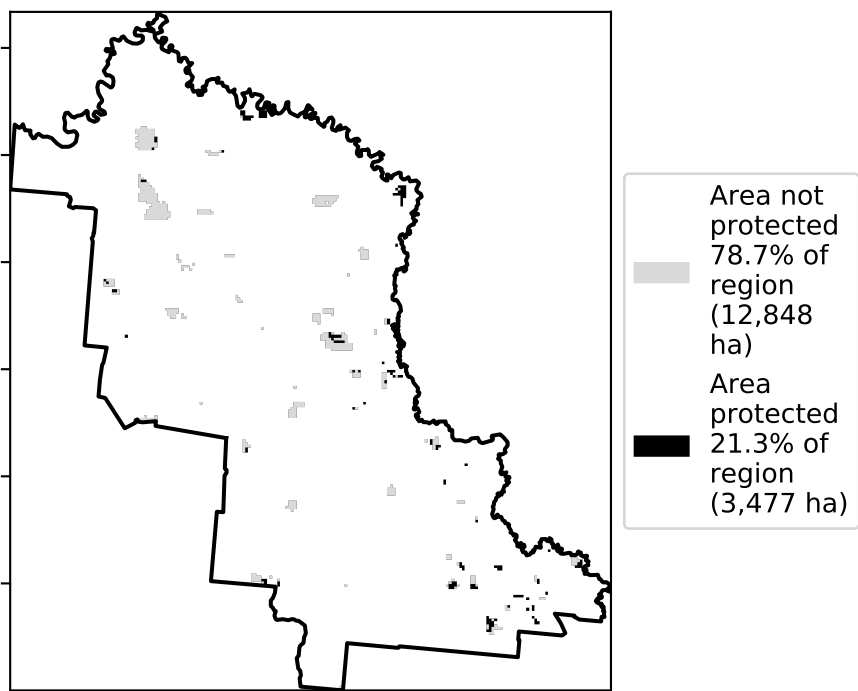 Area not
protected
78.7% of
region
(12,848
ha)
Area
protected
21.3% of
region
(3,477 ha)